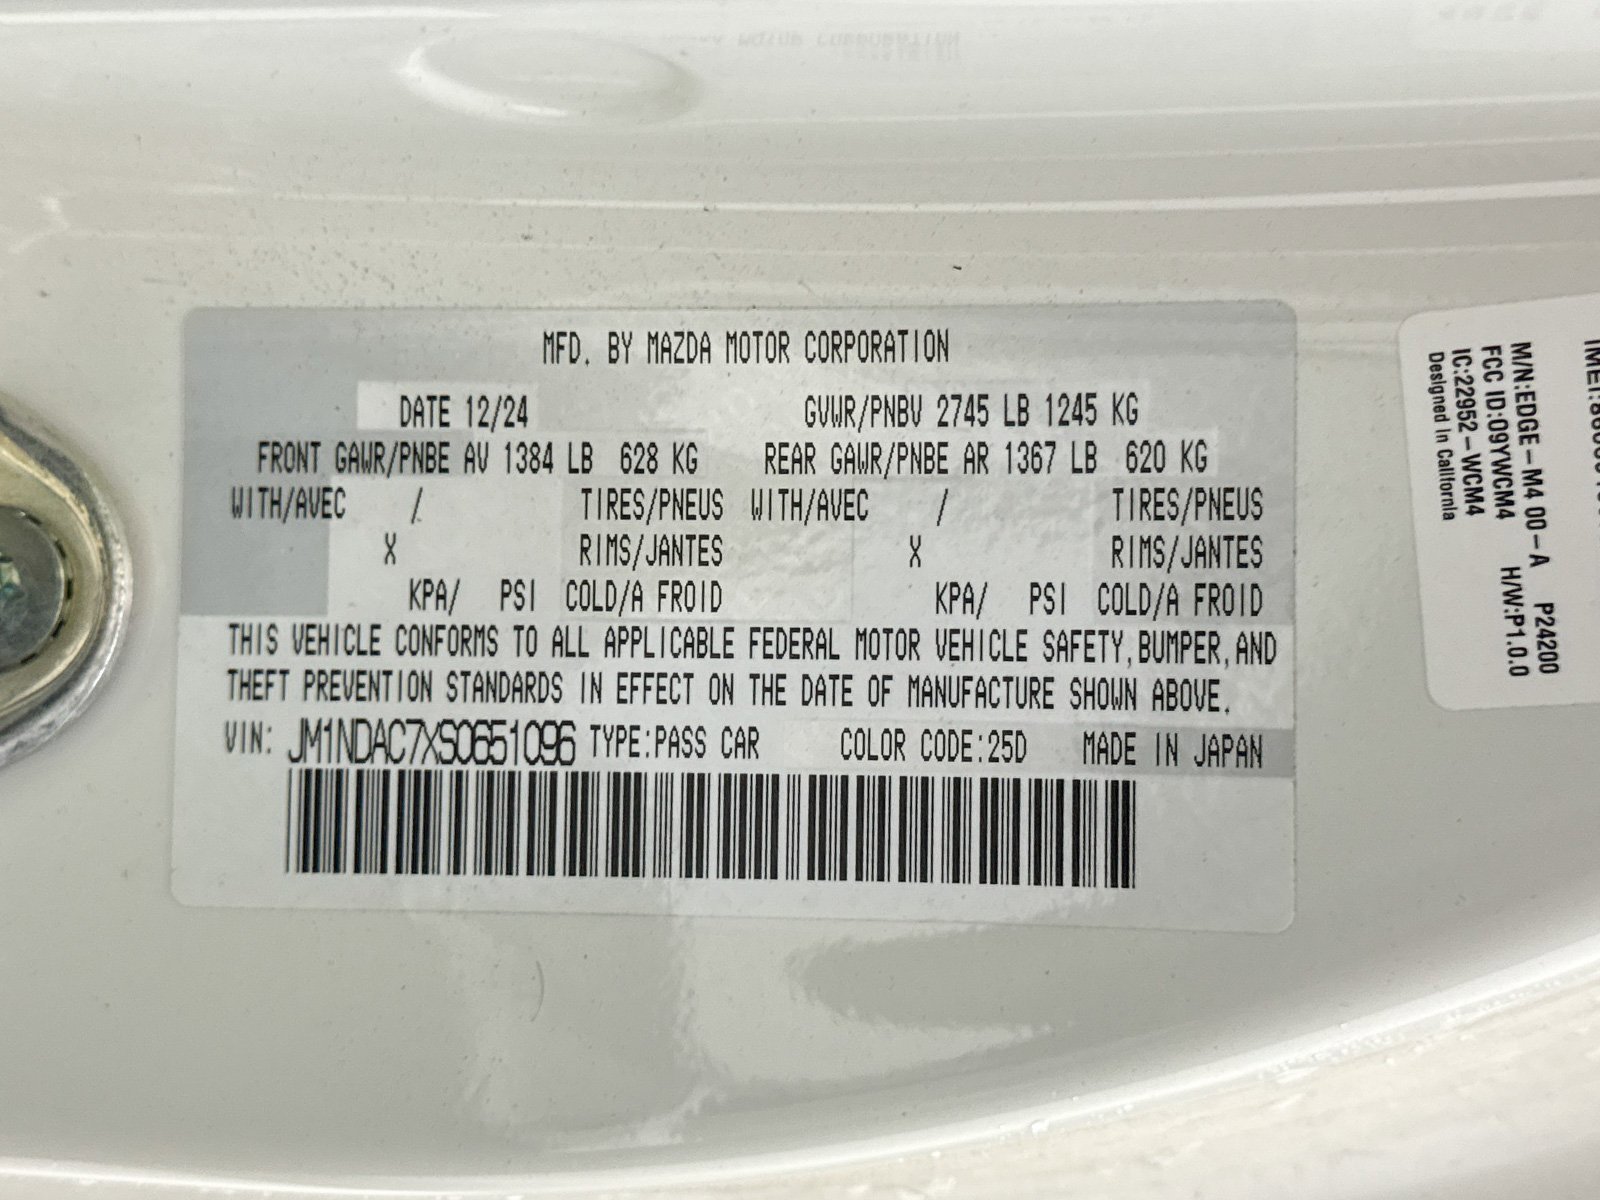 MFD. BY MAZDA MOTOR CORPORATION
DATE 12/24 GVWR/PNBV 2745 LB 1245 KG
FRONT GAWR/PNBE AV 1384 LB 628 KG REAR GAWR/PNBE AR 1367 LB 620 KG
WITH/AVEC / TIRES/PNEUS WITH/AVEC / TIRES/PNEUS
X RIMS/JANTES X RIMS/JANTES
KPA/ PSI COLD/A FROID KPA/ PSI COLD/A FROID
THIS VEHICLE CONFORMS TO ALL APPLICABLE FEDERAL MOTOR VEHICLE SAFETY, BUMPER, AND
THEFT PREVENTION STANDARDS IN EFFECT ON THE DATE OF MANUFACTURE SHOWN ABOVE.
VIN: JM1NDAC7XS0651096 TYPE:PASS CAR COLOR CODE:25D MADE IN JAPAN
M/N:EDGE-M4 00-A P24200
FCC ID:09YWCM4 H/W:P1.0.0
IC:22952-WCM4
Designed In California